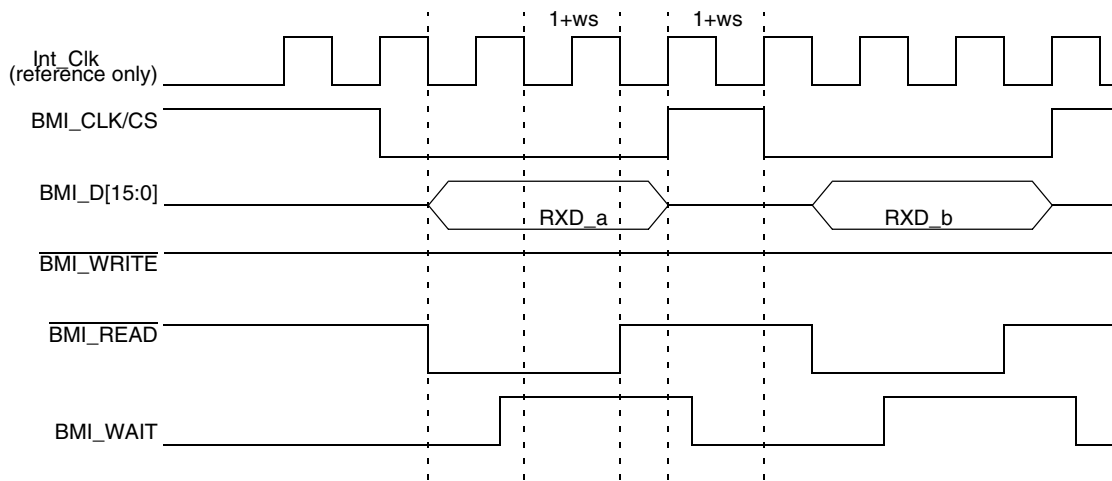 1+ws 1+ws
Int_Clk
(reference only)
BMI_CLK/CS
BMI_D[15:0]
RXD_a RXD_b
BMI_WRITE
BMI_READ
BMI_WAIT